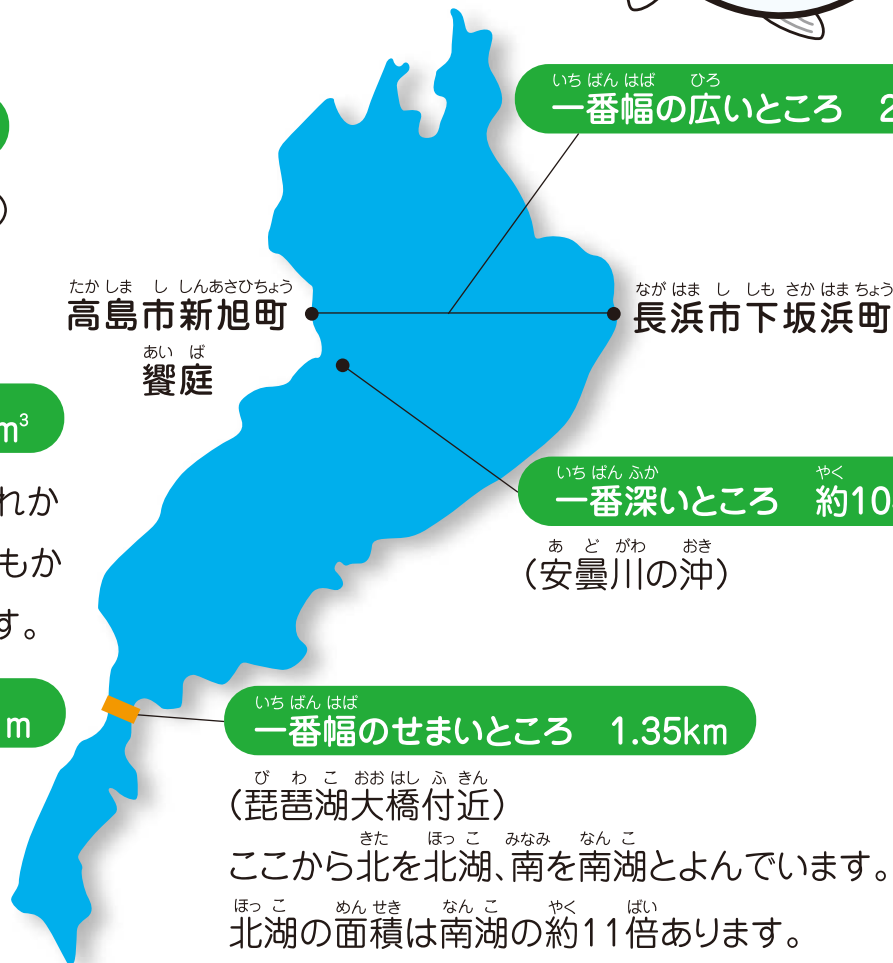 いちばんはば ひろ
一番幅の広いところ 2
たかしま し しんあさひちょう
高島市新旭町
あい ば
饗庭
ながはま し しもさかはまちょう
長浜市下坂浜町
m³
れか
もか
す。
m
いちばんふか やく
一番深いところ 約10
あ ど がわ おき
(安曇川の沖)
いちばんはば
一番幅のせまいところ 1.35km
び わ こ おおはし ふ きん
(琵琶湖大橋付近)
きた ほっ こ みなみ なん こ
ここから北を北湖、南を南湖とよんでいます。
ほっ こ めんせき なん こ やく ばい
北湖の面積は南湖の約11倍あります。